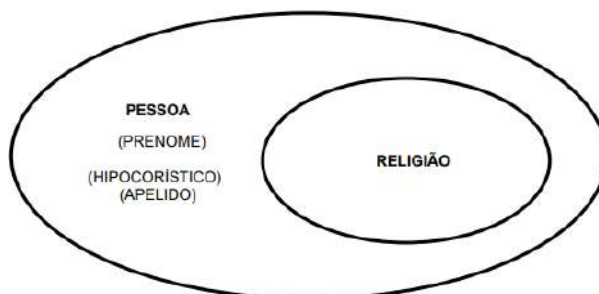 PESSOA
(PRENOME)
(HIPOCORÍSTICO)
(APELIDO)
RELIGIÃO